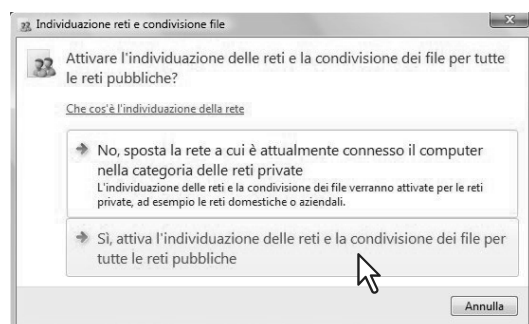 Individuazione reti e condivisione file
Attivare l'individuazione delle reti e la condivisione dei file per tutte
le reti pubbliche?
Che cos'è l'individuazione della rete
No, sposta la rete a cui è attualmente connesso il computer
nella categoria delle reti private
L'individuazione delle reti e la condivisione dei file verranno attivate per le reti
private, ad esempio le reti domestiche o aziendali.
Sì, attiva l'individuazione delle reti e la condivisione dei file per
tutte le reti pubbliche
Annulla